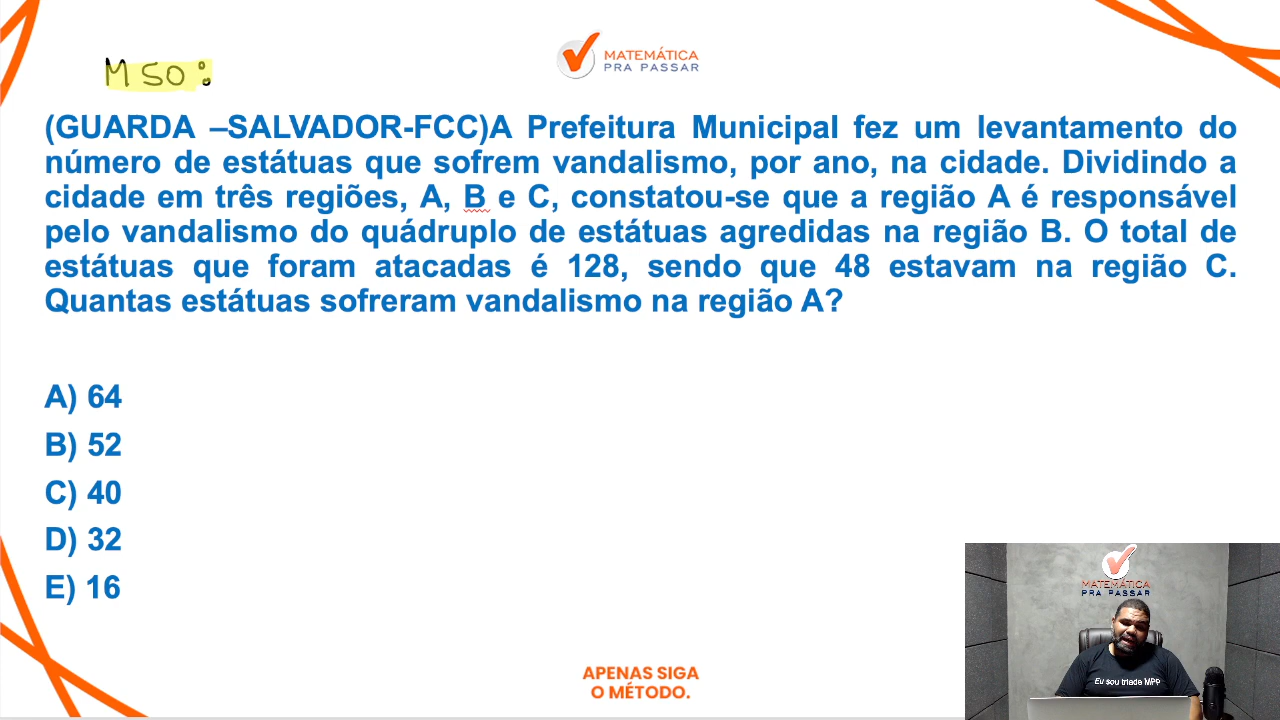 MATEMÁTICA
PRA PASSAR
M50:
(GUARDA –SALVADOR-FCC)A Prefeitura Municipal fez um levantamento do
número de estátuas que sofrem vandalismo, por ano, na cidade. Dividindo a
cidade em três regiões, A, B e C, constatou-se que a região A é responsável
pelo vandalismo do quádruplo de estátuas agredidas na região B. O total de
estátuas que foram atacadas é 128, sendo que 48 estavam na região C.
Quantas estátuas sofreram vandalismo na região A?
A) 64
B) 52
C) 40
D) 32
E) 16
MATEMÁTICA
PRA PASSAR
Eu sou tríade MPP
APENAS SIGA
O MÉTODO.